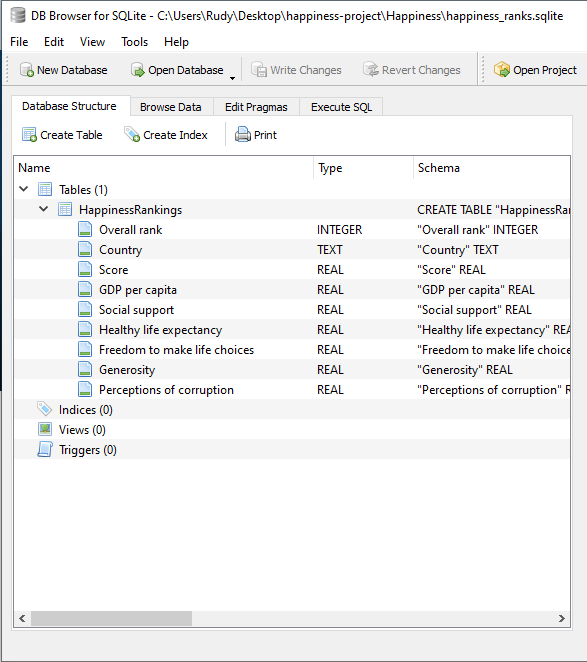 DB Browser for SQLite - C:\Users\Rudy\Desktop\happiness-project\Happiness\happiness_ranks.sqlite
File Edit View Tools Help
New Database Open Database Write Changes Revert Changes Open Project
Database Structure Browse Data Edit Pragmas Execute SQL
Create Table Create Index Print
Name Type Schema
Tables (1)
HappinessRankings CREATE TABLE "HappinessRan
Overall rank INTEGER "Overall rank" INTEGER
Country TEXT "Country" TEXT
Score REAL "Score" REAL
GDP per capita REAL "GDP per capita" REAL
Social support REAL "Social support" REAL
Healthy life expectancy REAL "Healthy life expectancy" REA
Freedom to make life choices REAL "Freedom to make life choice
Generosity REAL "Generosity" REAL
Perceptions of corruption REAL "Perceptions of corruption" R
Indices (0)
Views (0)
Triggers (0)